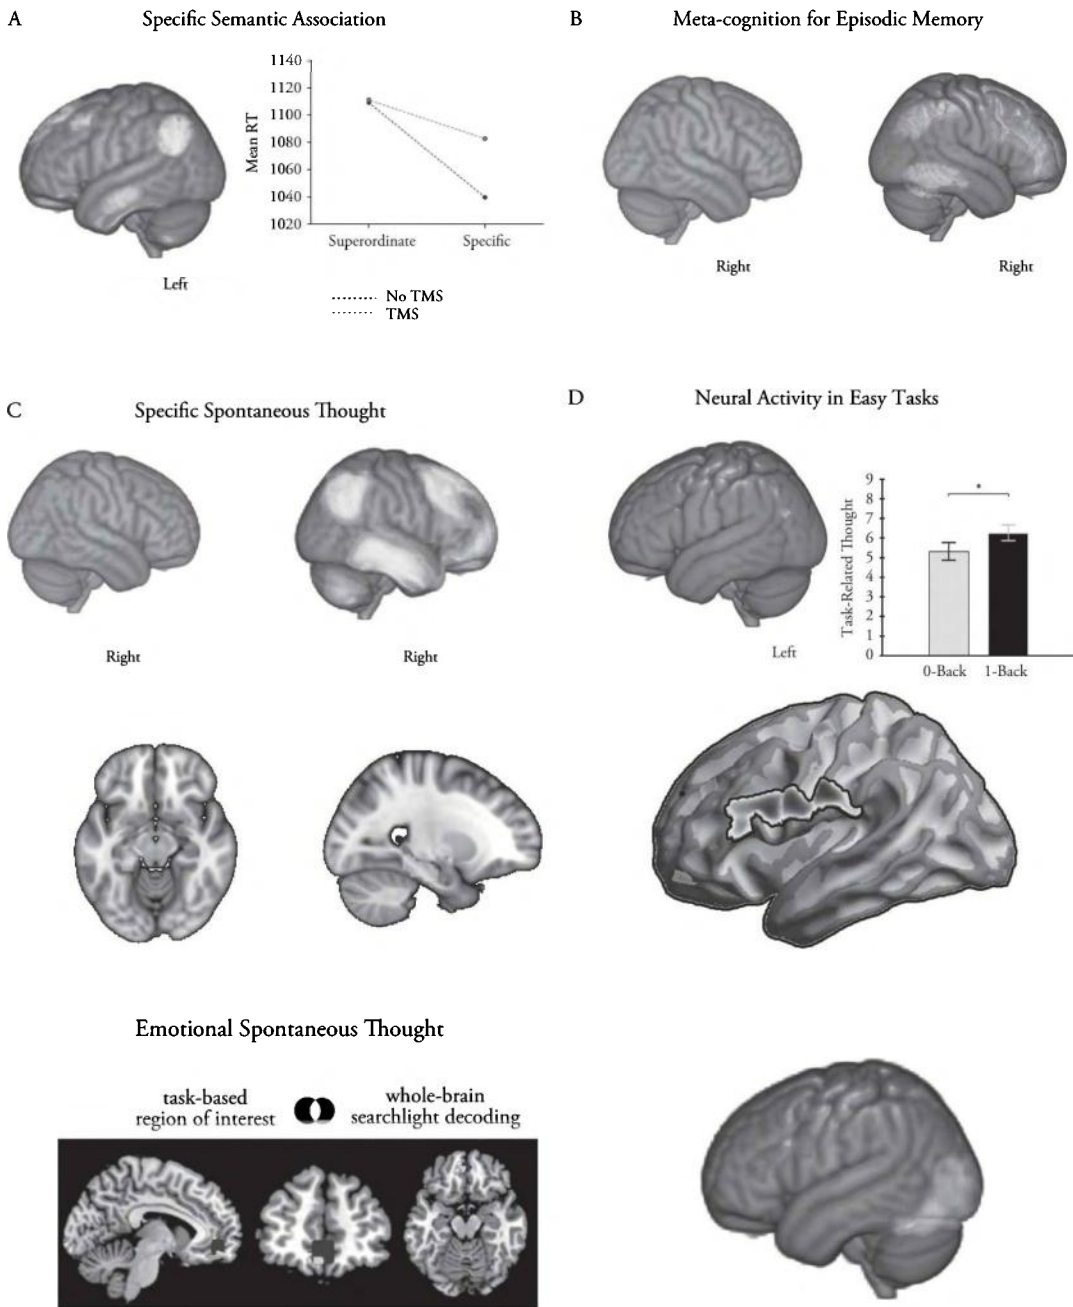 A
Specific Semantic Association
1140
1120
1100
1080
1060
1040
1020
Mean RT
Superordinate
Specific
Left
No TMS
TMS
B
Meta-cognition for Episodic Memory
Right
Right
C
Specific Spontaneous Thought
Right
Right
D
Neural Activity in Easy Tasks
Left
9
8
7
6
5
4
3
2
1
0
Task-Related Thought
*
0-Back
1-Back
Emotional Spontaneous Thought
task-based
region of interest
whole-brain
searchlight decoding